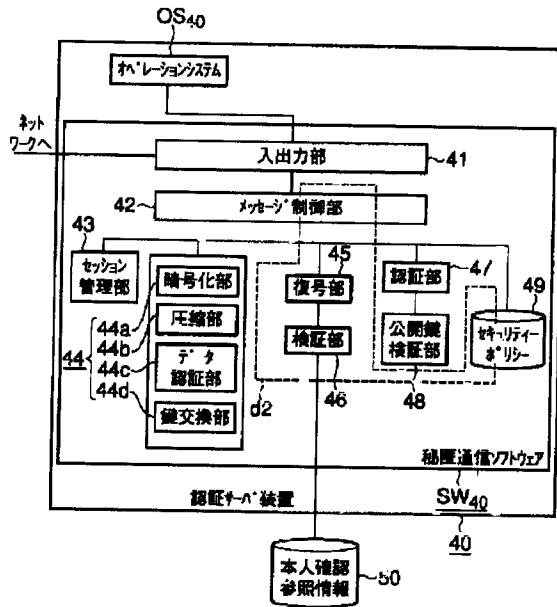 OS40
オペレーションシステム
ネット
ワークへ
入出力部
41
42
メッセージ制御部
43
セッション
管理部
44
44a
44b
44c
44d
暗号化部
圧縮部
データ
認証部
鍵交換部
45
復号部
検証部
46
d2
認証部
47
公開鍵
検証部
48
49
セキュリティー
ポリシー
秘匿通信ソフトウェア
SW40
認証サーバ装置
40
本人確認
参照情報
50